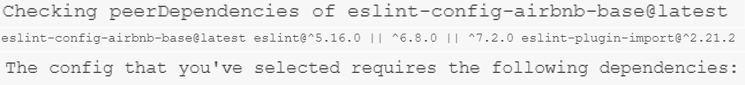 Checking peerDependencies of eslint-config-airbnb-base@latest
eslint-config-airbnb-base@latest eslint@^5.16.0 || ^6.8.0 || ^7.2.0 eslint-plugin-import@^2.21.2
The config that you've selected requires the following dependencies: